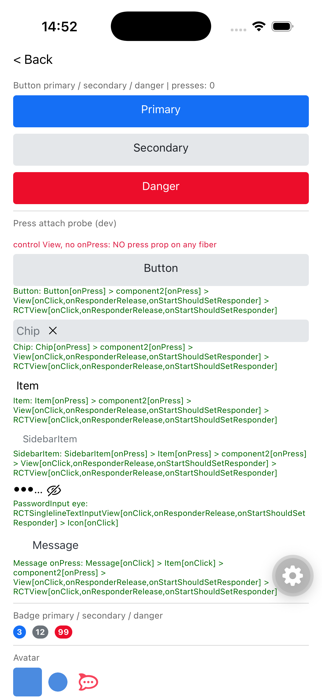 14:52
< Back
Button primary / secondary / danger | presses: 0
Primary
Secondary
Danger
Press attach probe (dev)
control View, no onPress: NO press prop on any fiber
Button
Button: Button[onPress] > component2[onPress] >
View[onClick,onResponderRelease,onStartShouldSetResponder] >
RCTView[onClick,onResponderRelease,onStartShouldSetResponder]
Chip ×
Chip: Chip[onPress] > component2[onPress] >
View[onClick,onResponderRelease,onStartShouldSetResponder] >
RCTView[onClick,onResponderRelease,onStartShouldSetResponder]
Item
Item: Item[onPress] > component2[onPress] >
View[onClick,onResponderRelease,onStartShouldSetResponder] >
RCTView[onClick,onResponderRelease,onStartShouldSetResponder]
SidebarItem
SidebarItem: SidebarItem[onPress] > Item[onPress] > component2[onPress]
> View[onClick,onResponderRelease,onStartShouldSetResponder] >
RCTView[onClick,onResponderRelease,onStartShouldSetResponder]
●●●...
PasswordInput eye:
RCTSinglelineTextInputView[onClick,onResponderRelease,onStartShouldSet
Responder] > Icon[onClick]
Message
Message onPress: Message[onClick] > Item[onClick] >
component2[onPress] >
View[onClick,onResponderRelease,onStartShouldSetResponder] >
RCTView[onClick,onResponderRelease,onStartShouldSetResponder]
Badge primary / secondary / danger
3 12 99
Avatar